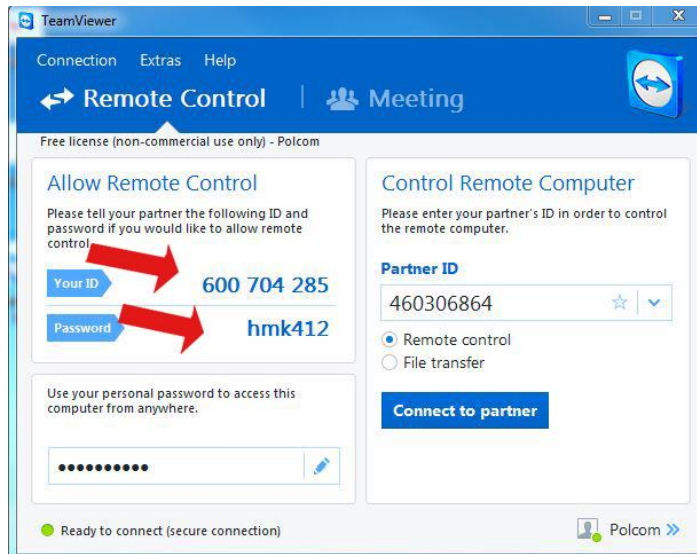 TeamViewer
Connection Extras Help
Remote Control Meeting
Free license (non-commercial use only) - Polcom
Allow Remote Control
Please tell your partner the following ID and
password if you would like to allow remote
control.
Your ID 600 704 285
Password hmk412
Use your personal password to access this
computer from anywhere.
Control Remote Computer
Please enter your partner's ID in order to control
the remote computer.
Partner ID
460306864
Remote control
File transfer
Connect to partner
Ready to connect (secure connection)
Polcom